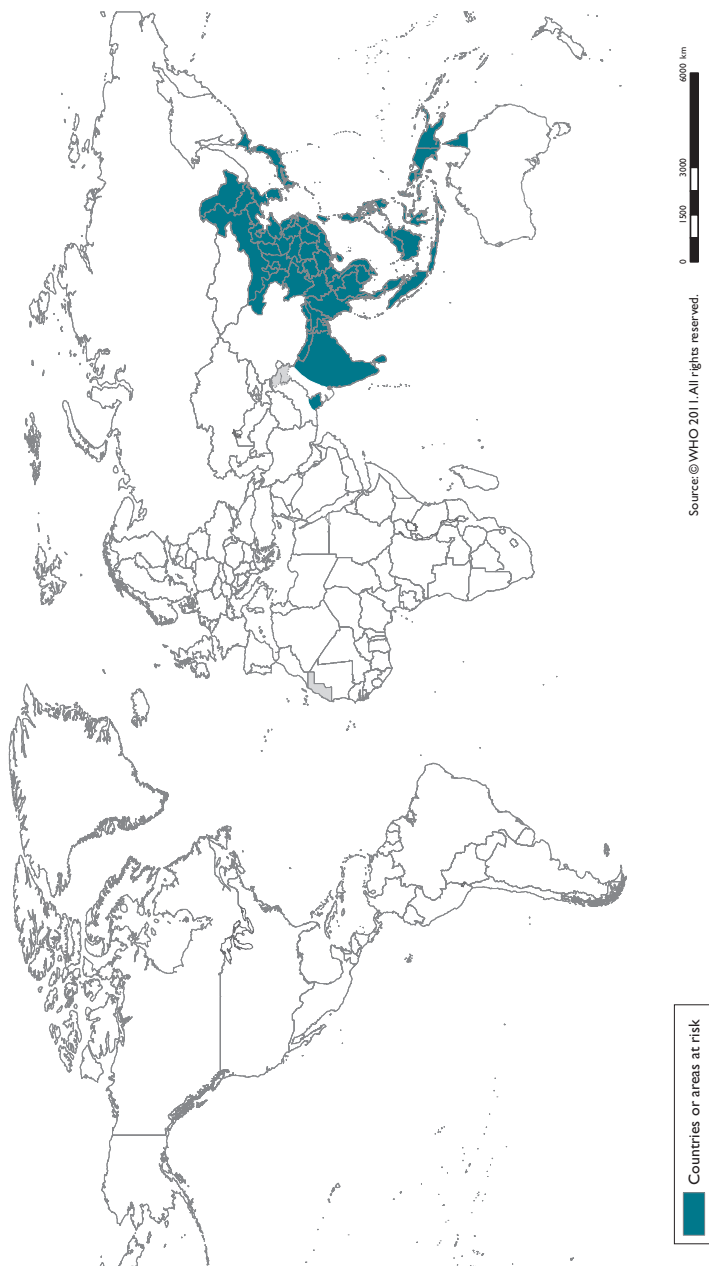 Countries or areas at risk
0 1500 3000 6000 km
Source: © WHO 2011. All rights reserved.